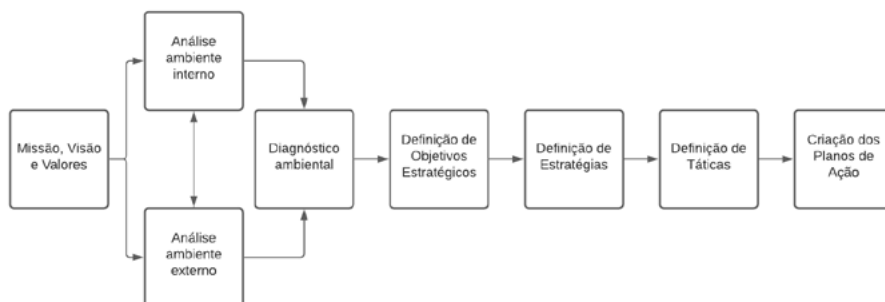 Missão, Visão
e Valores
Análise
ambiente
interno
Análise
ambiente
externo
Diagnóstico
ambiental
Definição de
Objetivos
Estratégicos
Definição de
Estratégias
Definição de
Táticas
Criação dos
Planos de
Ação